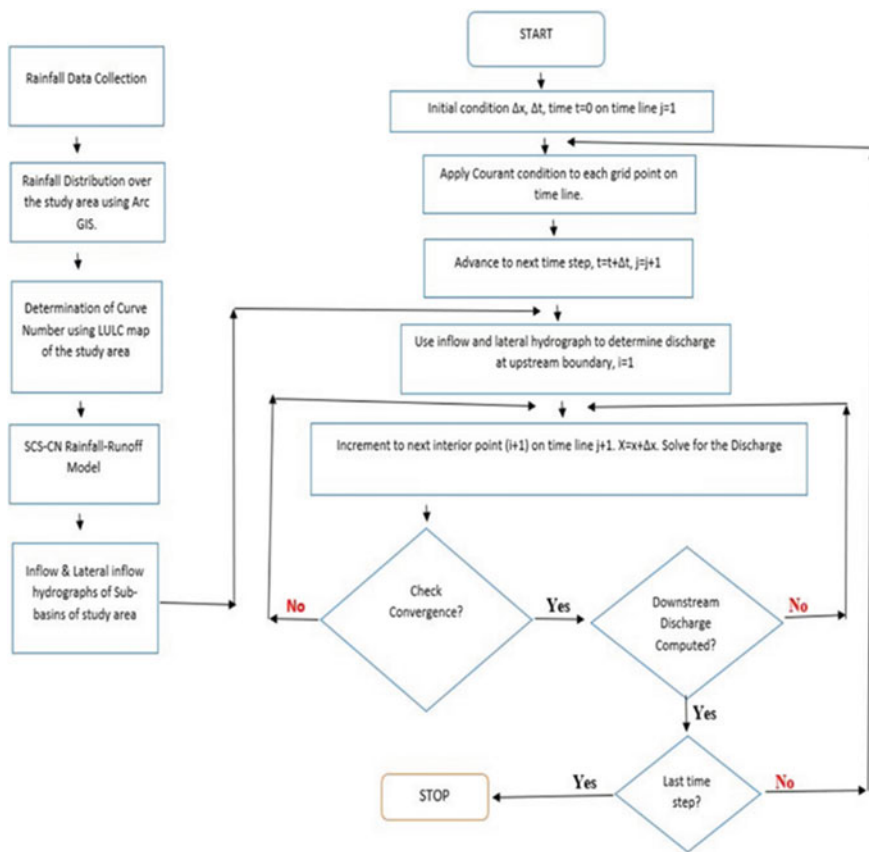 START
Initial condition Δx, Δt, time t=0 on time line j=1
Apply Courant condition to each grid point on
time line.
Advance to next time step, t=t+Δt, j=j+1
Use inflow and lateral hydrograph to determine discharge
at upstream boundary, i=1
Increment to next interior point (i+1) on time line j+1. X=x+Δx. Solve for the Discharge
Check
Convergence?
No
Yes
Downstream
Discharge
Computed?
No
Yes
Last time
step?
No
Yes
STOP
Rainfall Data Collection
Rainfall Distribution over
the study area using Arc
GIS.
Determination of Curve
Number using LULC map
of the study area
SCS-CN Rainfall-Runoff
Model
Inflow & Lateral inflow
hydrographs of Sub-
basins of study area